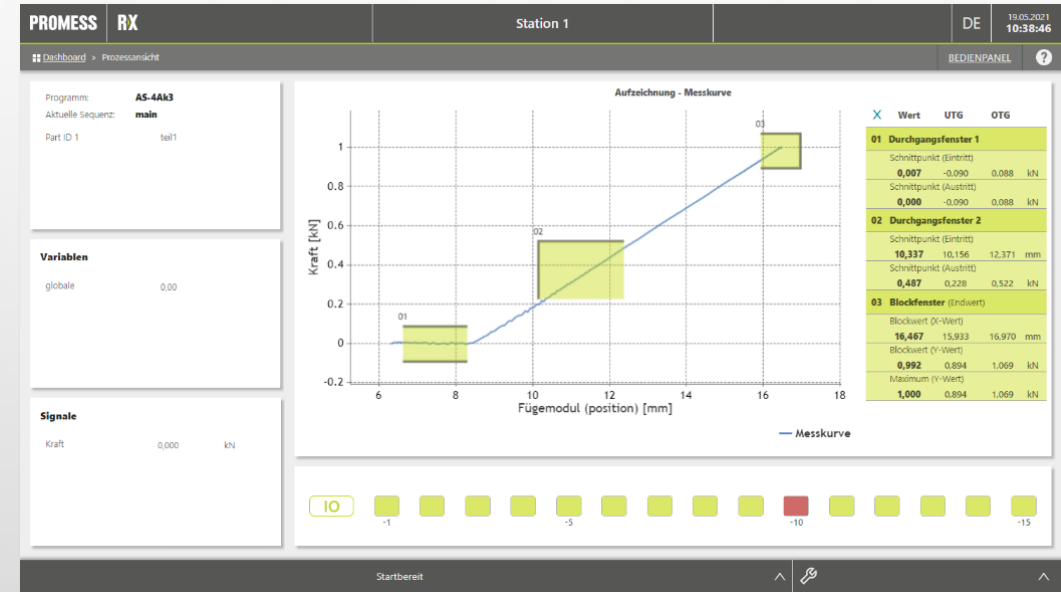 PROMESS RX Station 1 DE 19.05.2021
10:38:46
Dashboard > Prozessansicht BEDIENPANEL ?
Programm: AS-4Ak3
Aktuelle Sequenz: main
Part ID 1 teil1
Variablen
globale 0,00
Signale
Kraft 0,000 kN
Aufzeichnung - Messkurve
Kraft [kN]
1
0.8
0.6
0.4
0.2
0
-0.2
01
02
03
6 8 10 12 14 16 18
Fügemodul (position) [mm]
Messkurve
X Wert UTG OTG
01 Durchgangsfenster 1
Schnittpunkt (Eintritt)
0,007 -0.090 0.088 kN
Schnittpunkt (Austritt)
0,000 -0.090 0,088 kN
02 Durchgangsfenster 2
Schnittpunkt (Eintritt)
10,337 10,156 12,371 mm
Schnittpunkt (Austritt)
0,487 0,228 0,522 kN
03 Blockfenster (Endwert)
Blockwert (X-Wert)
16,467 15,933 16,970 mm
Blockwert (Y-Wert)
0,992 0,894 1,069 kN
Maximum (Y-Wert)
1,000 0,894 1,069 kN
IO
-1 -5 -10 -15
Startbereit